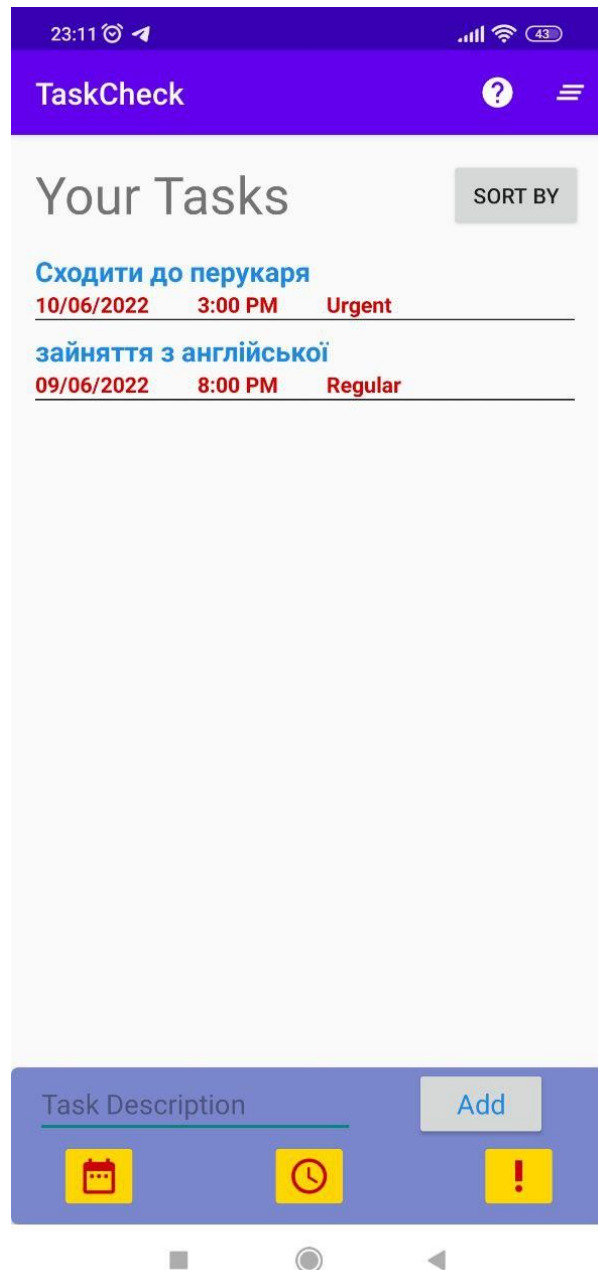 23:11 43
TaskCheck
Your Tasks SORT BY
Сходити до перукаря
10/06/2022 3:00 PM Urgent
зайняття з англійської
09/06/2022 8:00 PM Regular
Task Description Add